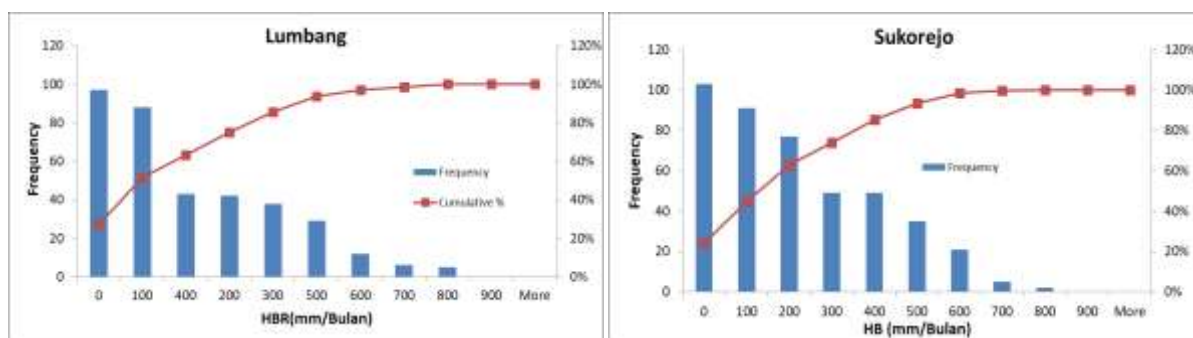 Lumbang
120
100
80
60
40
20
0
Frequency
120%
100%
80%
60%
40%
20%
0%
Frequency
Cumulative %
0 100 400 200 300 500 600 700 800 900 More
HBR(mm/Bulan)
Sukorejo
120
100
80
60
40
20
0
Frequency
120%
100%
80%
60%
40%
20%
0%
Frequency
0 100 200 300 400 500 600 700 800 900 More
HB (mm/Bulan)